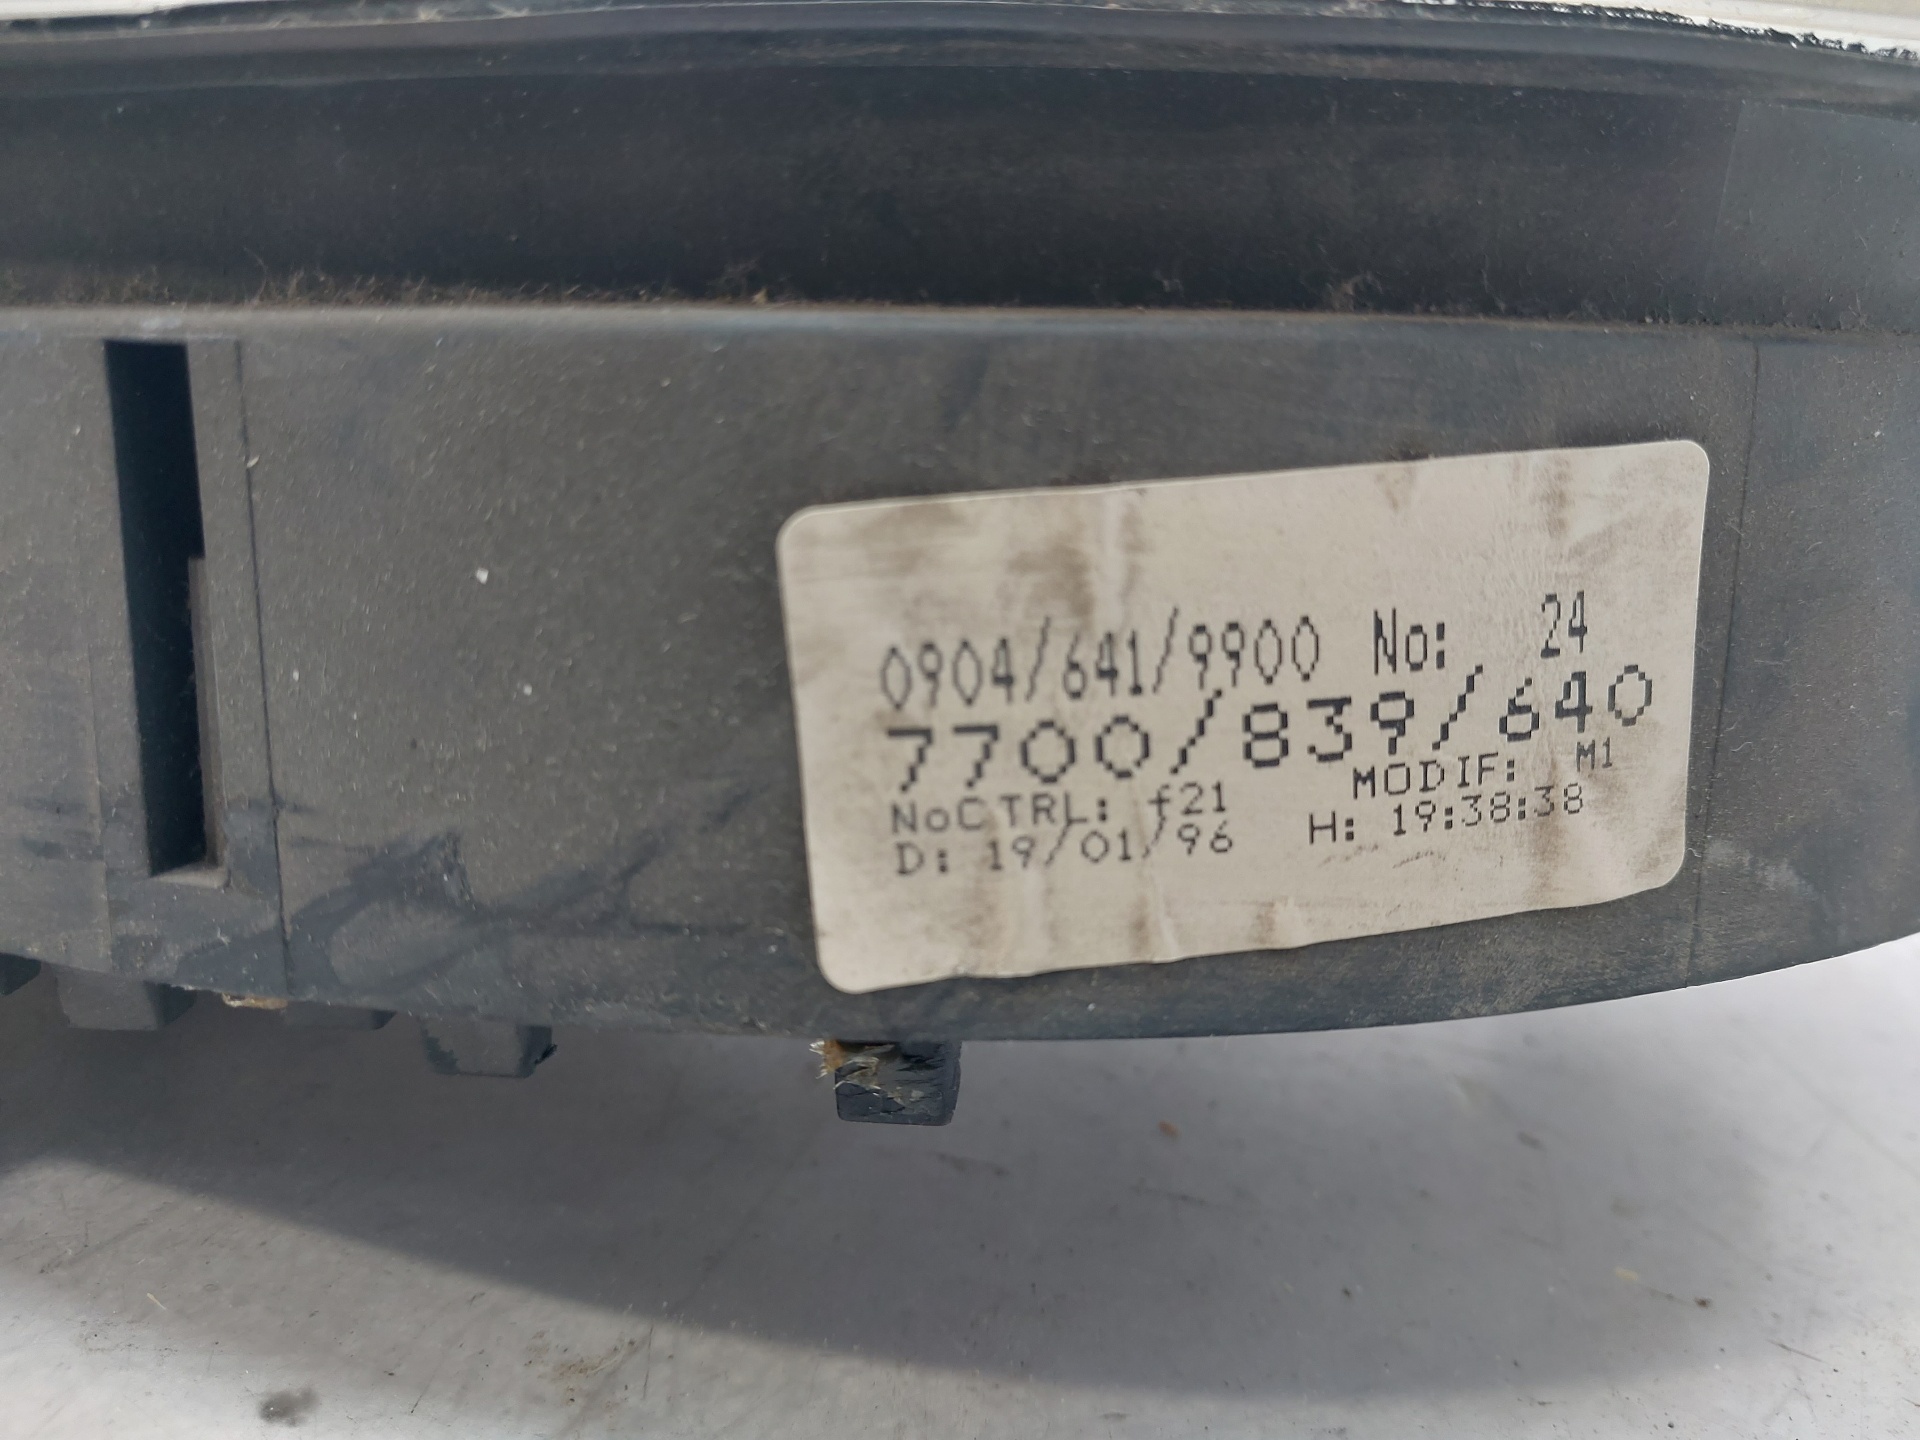 0904/641/9900 No: 24
7700/839/640
NoCTRL: f21 MODIF: M1
D: 19/01/96 H: 19:38:38